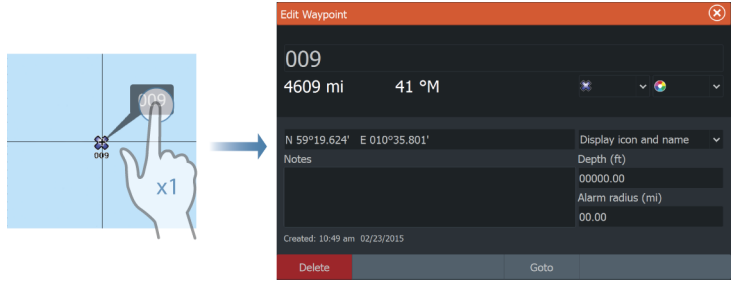 009
009
x1
Edit Waypoint
009
4609 mi 41 °M
N 59°19.624' E 010°35.801' Display icon and name
Notes Depth (ft)
00000.00
Alarm radius (mi)
00.00
Created: 10:49 am 02/23/2015
Delete Goto